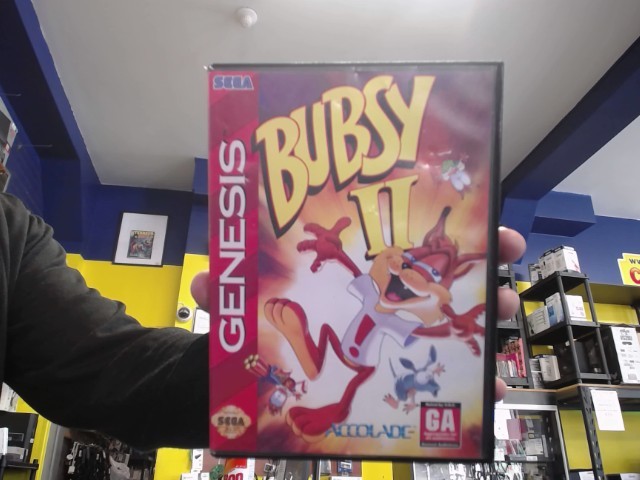 SEGA
GENESIS
BUBSY
II
ACCOLADE
GA
SEGA